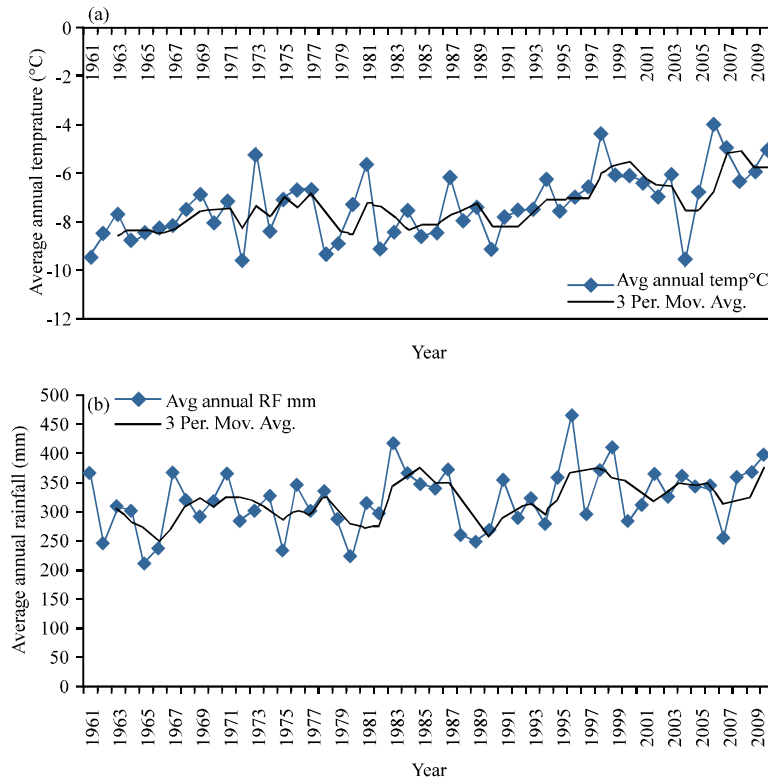 (a)
0
-2
-4
-6
-8
-10
-12
Average annual temprature (°C)
1961 1963 1965 1967 1969 1971 1973 1975 1977 1979 1981 1983 1985 1987 1989 1991 1993 1995 1997 1999 2001 2003 2005 2007 2009
Avg annual temp°C
3 Per. Mov. Avg.
Year
(b)
Avg annual RF mm
3 Per. Mov. Avg.
500
450
400
350
300
250
200
150
100
50
0
Average annual rainfall (mm)
1961 1963 1965 1967 1969 1971 1973 1975 1977 1979 1981 1983 1985 1987 1989 1991 1993 1995 1997 1999 2001 2003 2005 2007 2009
Year